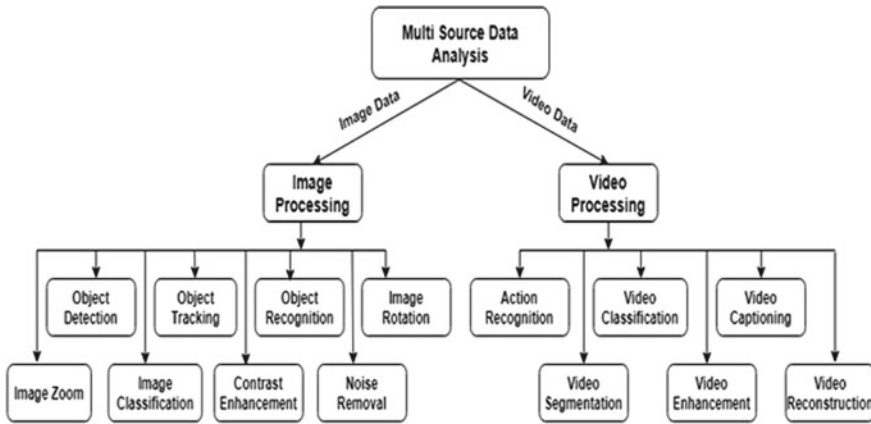 Multi Source Data
Analysis
Image Data
Video Data
Image
Processing
Video
Processing
Object
Detection
Object
Tracking
Object
Recognition
Image
Rotation
Action
Recognition
Video
Classification
Video
Captioning
Image Zoom
Image
Classification
Contrast
Enhancement
Noise
Removal
Video
Segmentation
Video
Enhancement
Video
Reconstruction